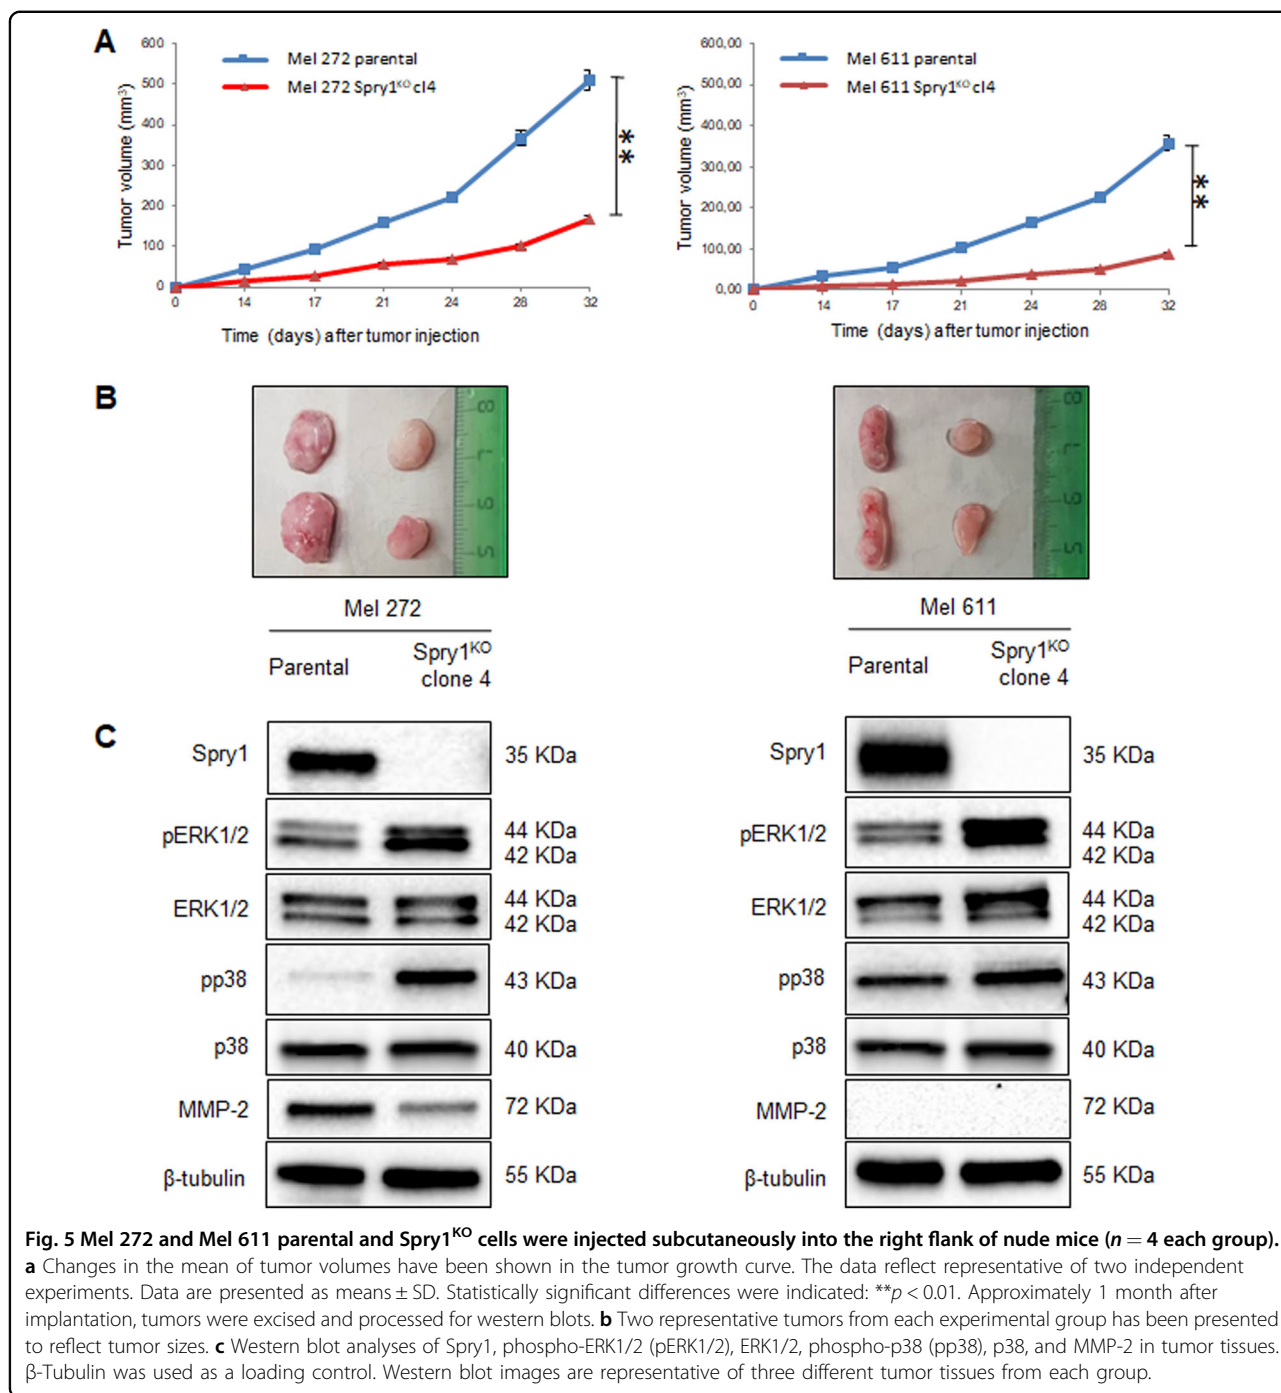 A
Mel 272 parental
Mel 272 Spry1KO cl4
Tumor volume (mm3)
600
500
400
300
200
100
0
0 14 17 21 24 28 32
Time (days) after tumor injection
**
Mel 611 parental
Mel 611 Spry1KO cl4
Tumor volume (mm3)
600,00
500,00
400,00
300,00
200,00
100,00
0,00
0 14 17 21 24 28 32
Time (days) after tumor injection
**
B
8
7
6
5
8
7
6
5
Mel 272
Parental
Spry1KO
clone 4
Mel 611
Parental
Spry1KO
clone 4
C
Spry1 35 KDa
pERK1/2 44 KDa
42 KDa
ERK1/2 44 KDa
42 KDa
pp38 43 KDa
p38 40 KDa
MMP-2 72 KDa
β-tubulin 55 KDa
Spry1 35 KDa
pERK1/2 44 KDa
42 KDa
ERK1/2 44 KDa
42 KDa
pp38 43 KDa
p38 40 KDa
MMP-2 72 KDa
β-tubulin 55 KDa
Fig. 5 Mel 272 and Mel 611 parental and Spry1KO cells were injected subcutaneously into the right flank of nude mice (n = 4 each group).
a Changes in the mean of tumor volumes have been shown in the tumor growth curve. The data reflect representative of two independent
experiments. Data are presented as means ± SD. Statistically significant differences were indicated: **p < 0.01. Approximately 1 month after
implantation, tumors were excised and processed for western blots. b Two representative tumors from each experimental group has been presented
to reflect tumor sizes. c Western blot analyses of Spry1, phospho-ERK1/2 (pERK1/2), ERK1/2, phospho-p38 (pp38), p38, and MMP-2 in tumor tissues.
β-Tubulin was used as a loading control. Western blot images are representative of three different tumor tissues from each group.